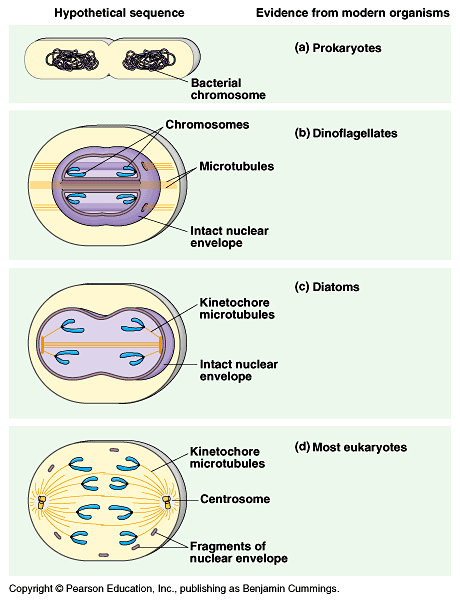 Hypothetical sequence
Evidence from modern organisms
(a) Prokaryotes
Bacterial
chromosome
Chromosomes
(b) Dinoflagellates
Microtubules
Intact nuclear
envelope
(c) Diatoms
Kinetochore
microtubules
Intact nuclear
envelope
(d) Most eukaryotes
Kinetochore
microtubules
Centrosome
Fragments of
nuclear envelope
Copyright © Pearson Education, Inc., publishing as Benjamin Cummings.